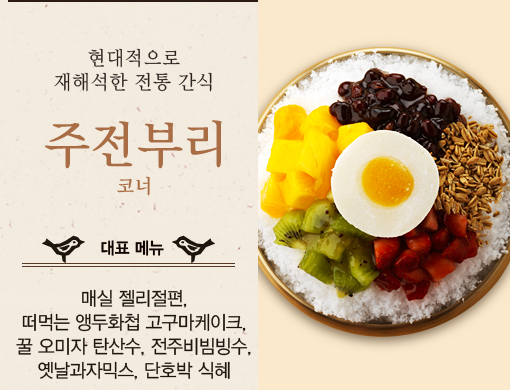 현대적으로
재해석한 전통 간식
주전부리
코너
대표 메뉴
매실 젤리절편,
떠먹는 앵두화첩 고구마케이크,
꿀 오미자 탄산수, 전주비빔빙수,
옛날과자믹스, 단호박 식혜